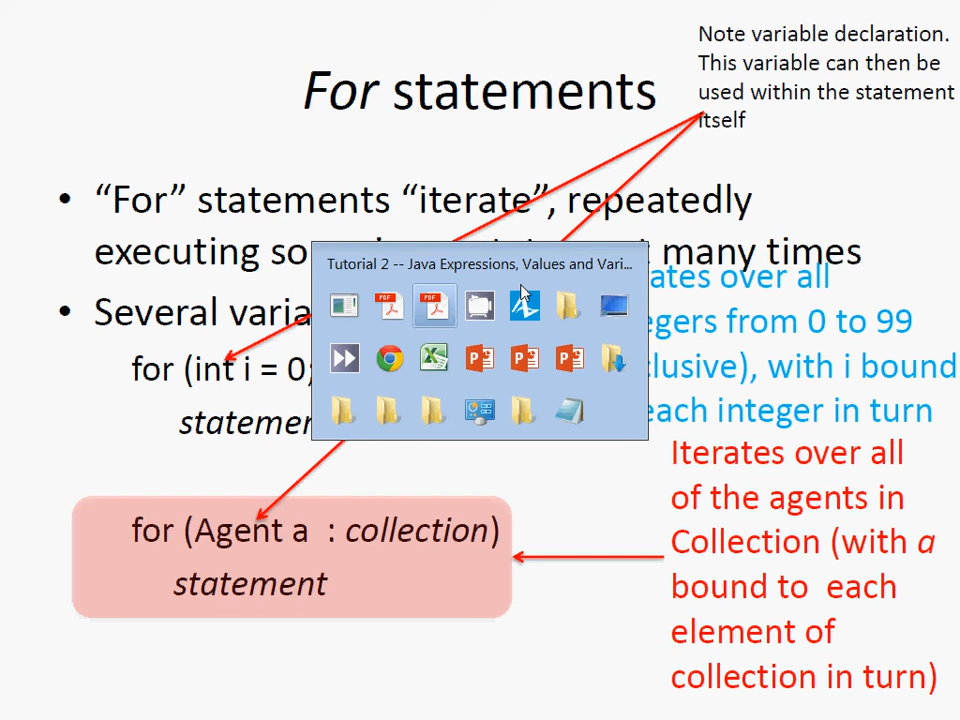 Note variable declaration.
This variable can then be
used within the statement
itself
For statements
• “For” statements “iterate”, repeatedly
executing so many times
• Several varia
for (int i = 0;
statemen
Tutorial 2 -- Java Expressions, Values and Vari...
PDF
PDF
ates over all
egers from 0 to 99
clusive), with i bound
each integer in turn
for (Agent a : collection)
statement
Iterates over all
of the agents in
Collection (with a
bound to each
element of
collection in turn)